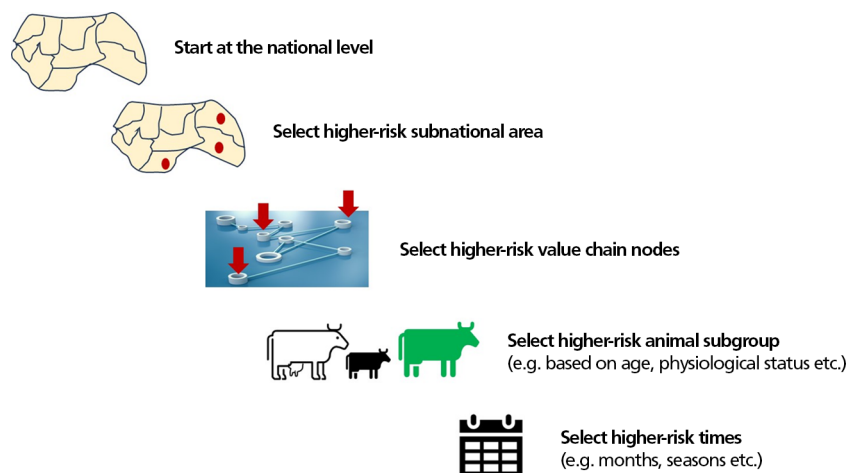 Start at the national level
Select higher-risk subnational area
Select higher-risk value chain nodes
Select higher-risk animal subgroup
(e.g. based on age, physiological status etc.)
Select higher-risk times
(e.g. months, seasons etc.)